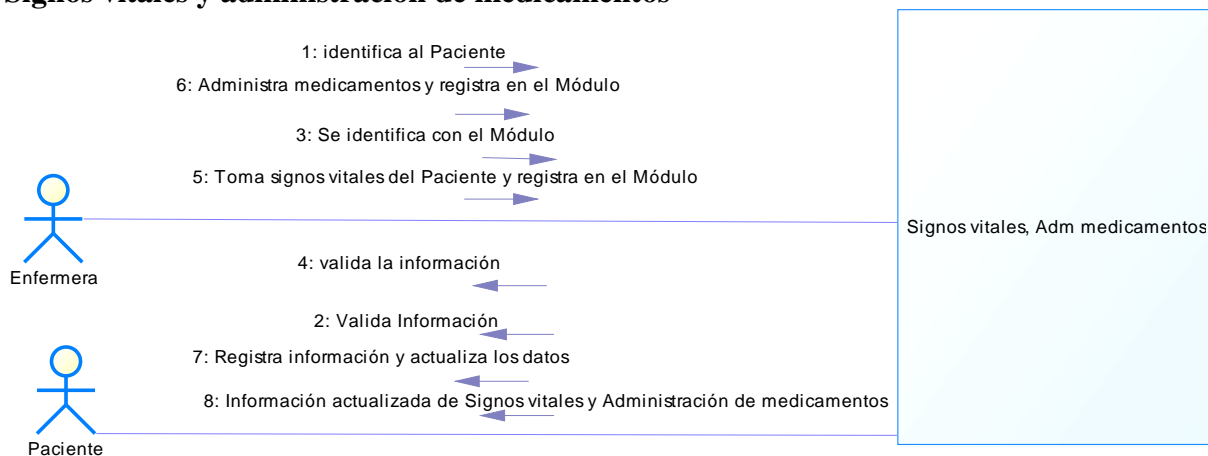 Signos vitales y administración de medicamentos
1: identifica al Paciente
6: Administra medicamentos y registra en el Módulo
3: Se identifica con el Módulo
5: Toma signos vitales del Paciente y registra en el Módulo
Signos vitales, Adm medicamentos
Enfermera
4: valida la información
2: Valida Información
7: Registra información y actualiza los datos
8: Información actualizada de Signos vitales y Administración de medicamentos
Paciente